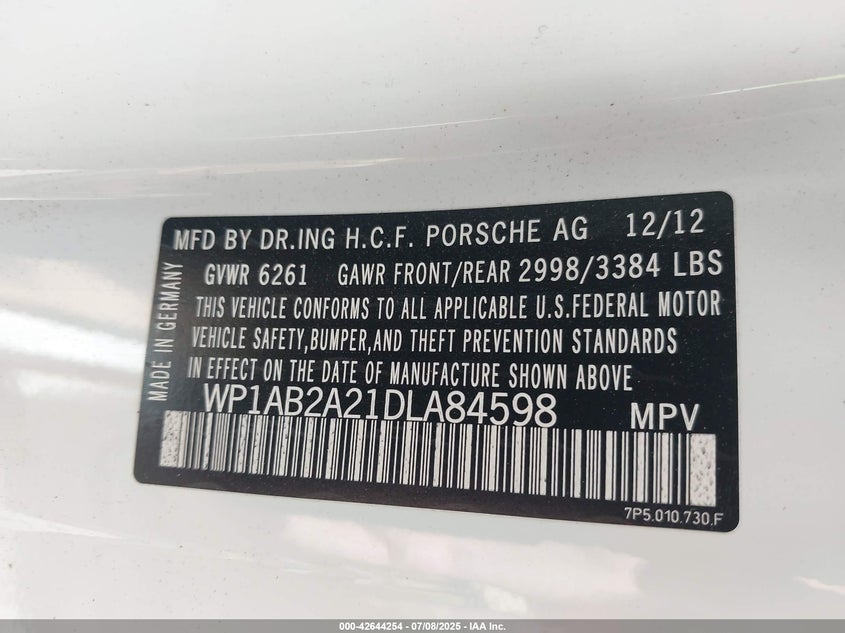 MFD BY DR.ING H.C.F. PORSCHE AG 12/12
GVWR 6261 GAWR FRONT/REAR 2998/3384 LBS
THIS VEHICLE CONFORMS TO ALL APPLICABLE U.S.FEDERAL MOTOR
VEHICLE SAFETY,BUMPER,AND THEFT PREVENTION STANDARDS
IN EFFECT ON THE DATE OF MANUFACTURE SHOWN ABOVE
WP1AB2A21DLA84598 MPV
MADE IN GERMANY
7P5.010.730.F
000-42644254 - 07/08/2025 - IAA Inc.